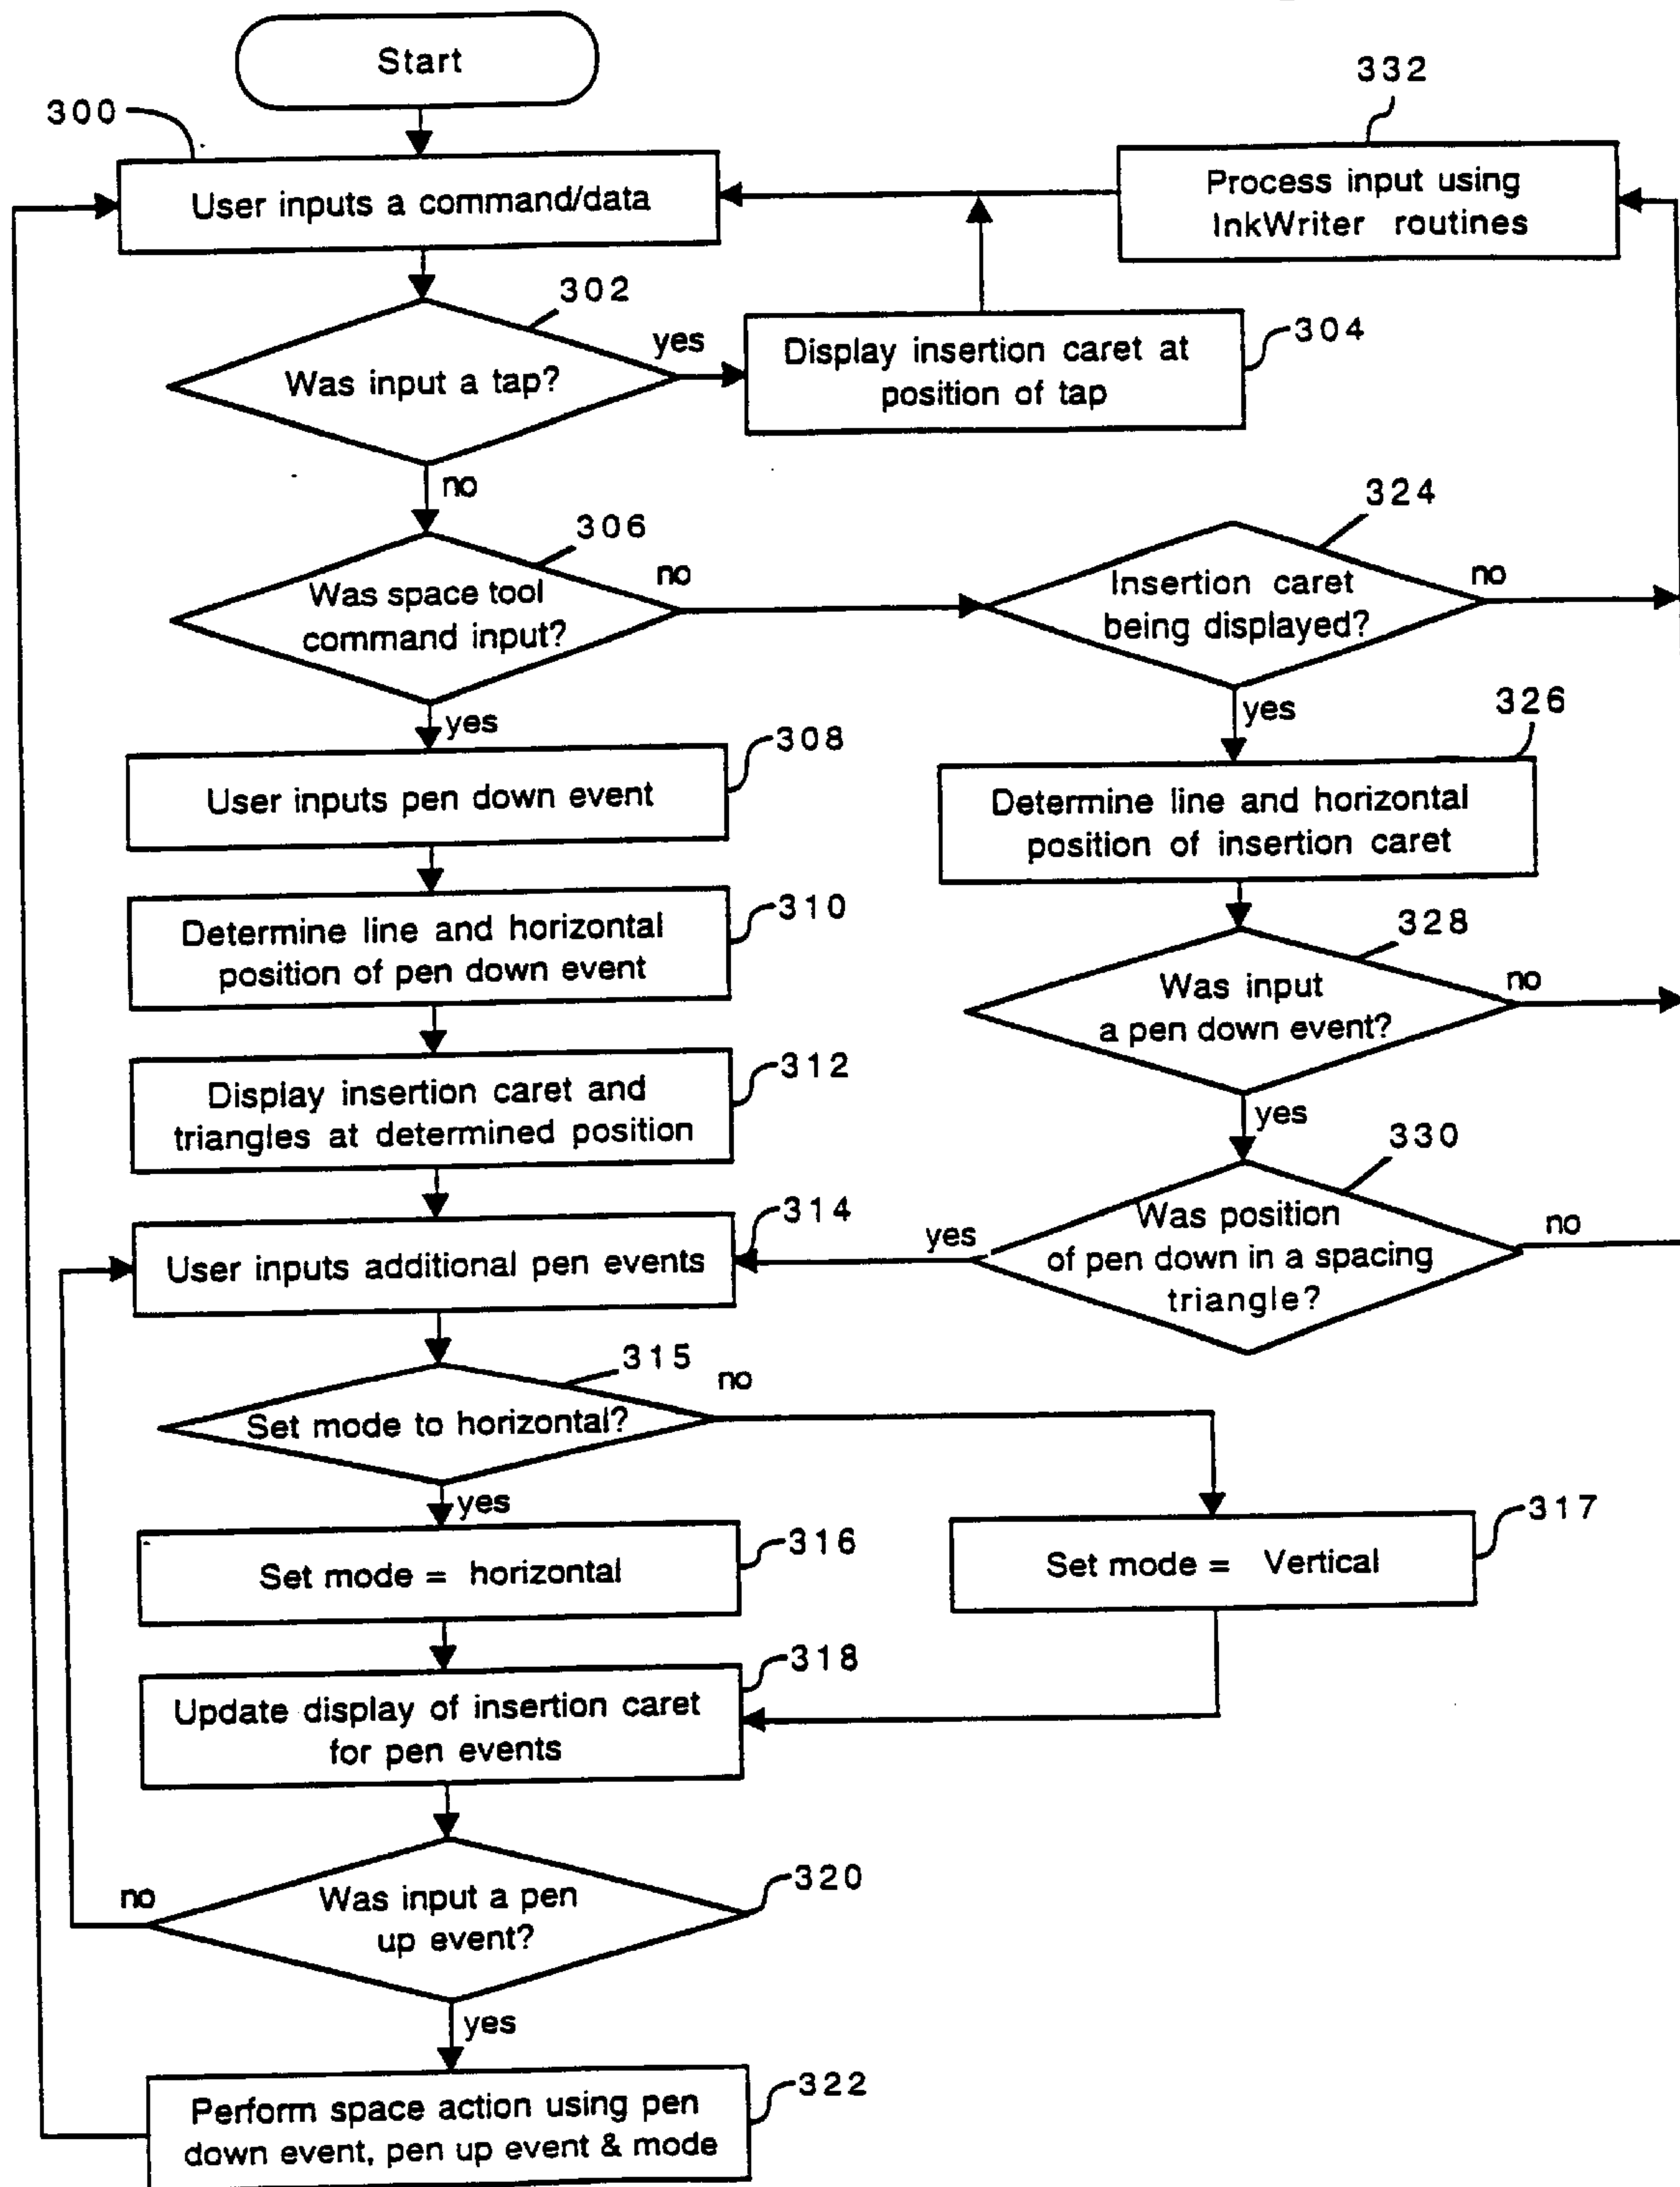 Start
300
332
User inputs a command/data
Process input using
InkWriter routines
302
yes
304
Was input a tap?
Display insertion caret at
position of tap
no
306
no
324
no
Was space tool
command input?
Insertion caret
being displayed?
yes
yes
326
308
User inputs pen down event
Determine line and horizontal
position of insertion caret
310
328
Determine line and horizontal
position of pen down event
Was input
a pen down event?
no
312
Display insertion caret and
triangles at determined position
yes
330
314
User inputs additional pen events
yes
Was position
of pen down in a spacing
triangle?
no
315
no
Set mode to horizontal?
yes
316
317
Set mode = horizontal
Set mode = Vertical
318
Update display of insertion caret
for pen events
320
no
Was input a pen
up event?
yes
322
Perform space action using pen
down event, pen up event & mode